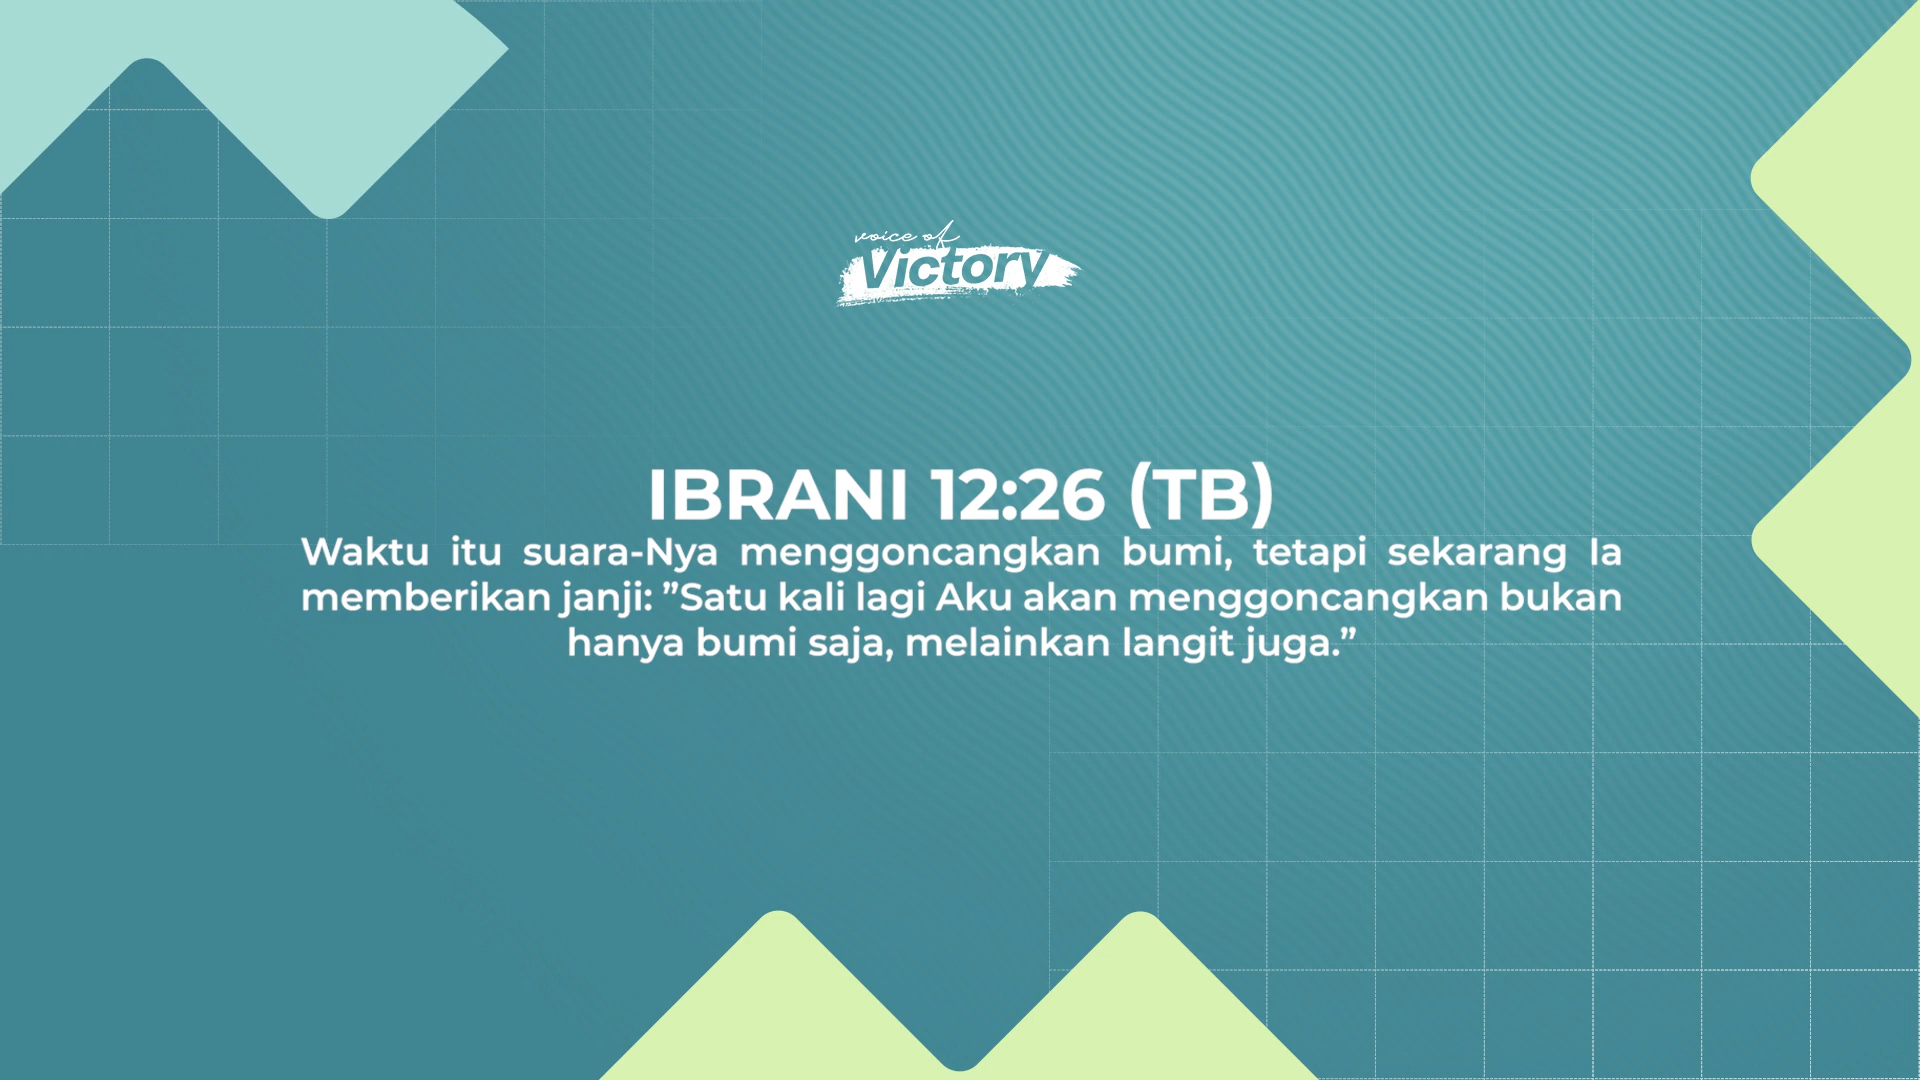 voice of
Victory
IBRANI 12:26 (TB)
Waktu itu suara-Nya menggoncangkan bumi, tetapi sekarang Ia
memberikan janji: ”Satu kali lagi Aku akan menggoncangkan bukan
hanya bumi saja, melainkan langit juga.”